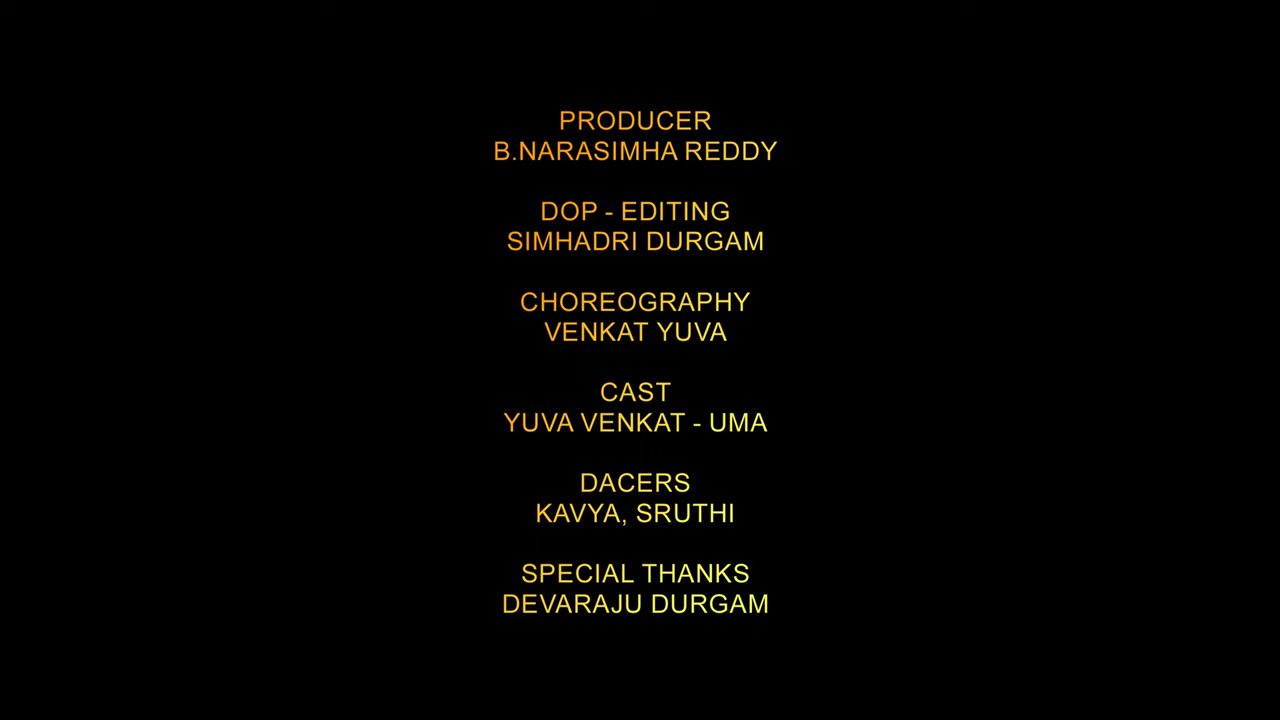 PRODUCER
B.NARASIMHA REDDY
DOP - EDITING
SIMHADRI DURGAM
CHOREOGRAPHY
VENKAT YUVA
CAST
YUVA VENKAT - UMA
DACERS
KAVYA, SRUTHI
SPECIAL THANKS
DEVARAJU DURGAM